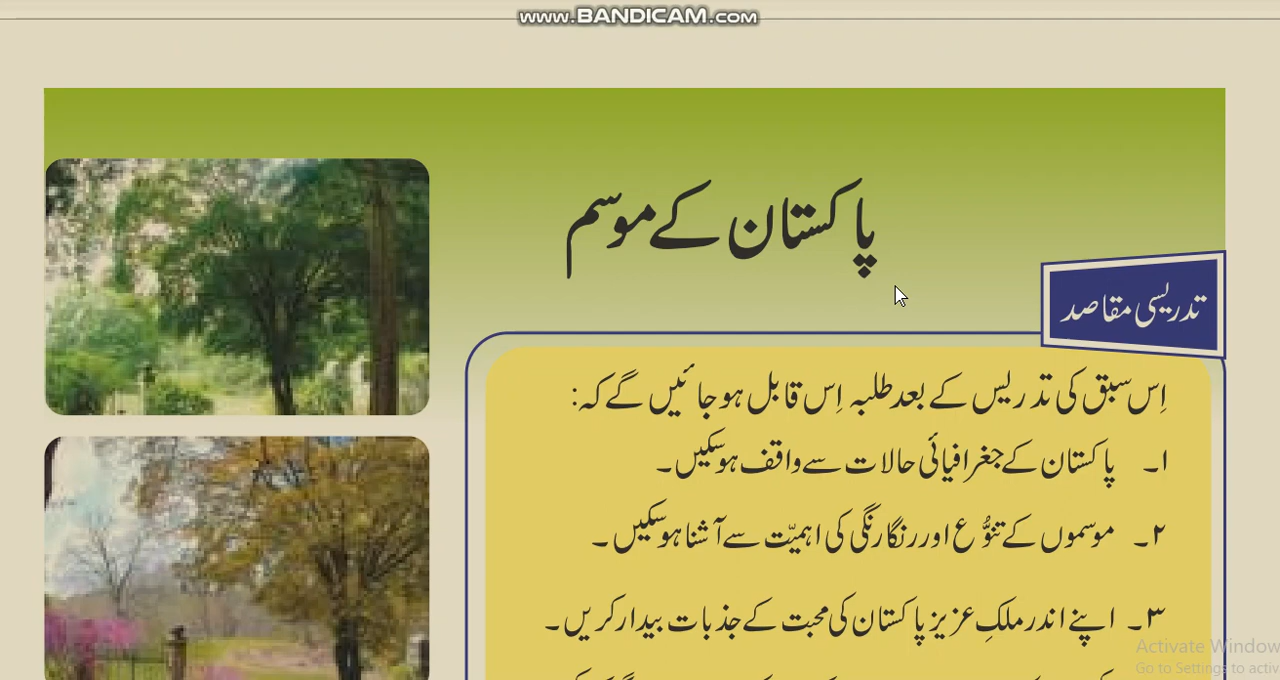 WWW.BANDICAM.COM
پاکستان کے موسم
تدریسی مقاصد
اِس سبق کی تدریس کے بعد طلبہ اِس قابل ہو جائیں گے کہ:
۱۔ پاکستان کے جغرافیائی حالات سے واقف ہو سکیں۔
۲۔ موسموں کے تنوُّع اور رنگارنگی کی اہمیّت سے آشنا ہو سکیں۔
۳۔ اپنے اندر ملکِ عزیز پاکستان کی محبت کے جذبات بیدار کریں۔
Activate Window
Go to Settings to activ